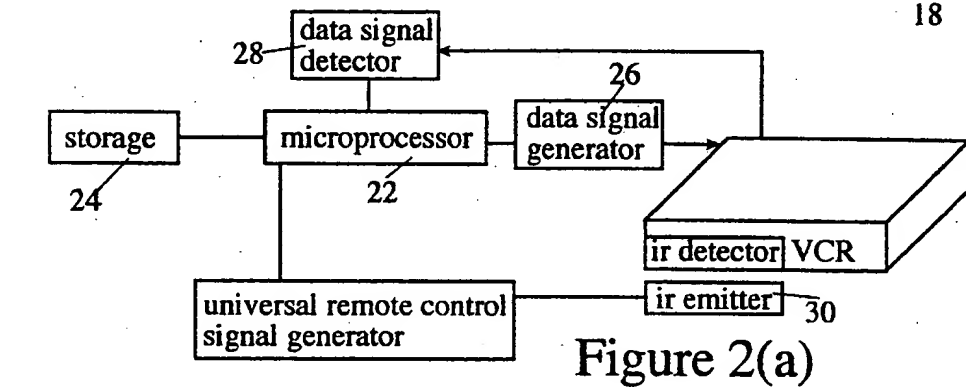 18
data signal
detector
28
26
storage
microprocessor
data signal
generator
24
22
ir detector
VCR
universal remote control
signal generator
ir emitter
30
Figure 2(a)